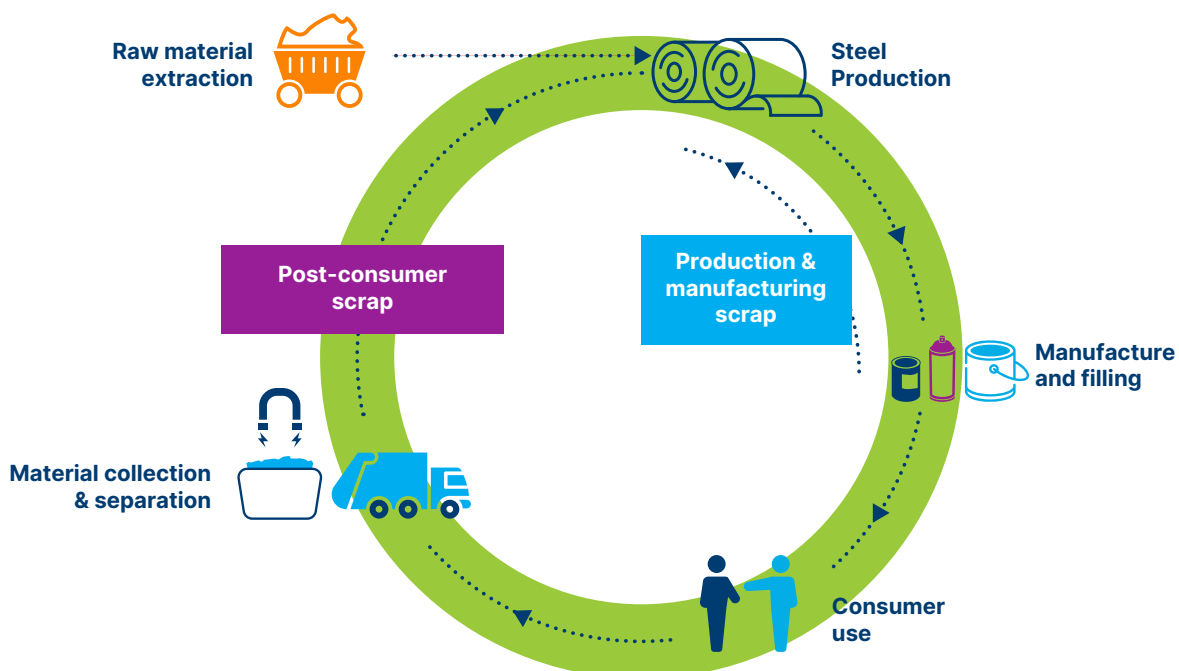 Raw material
extraction
Steel
Production
Post-consumer
scrap
Production &
manufacturing
scrap
Manufacture
and filling
Material collection
& separation
Consumer
use